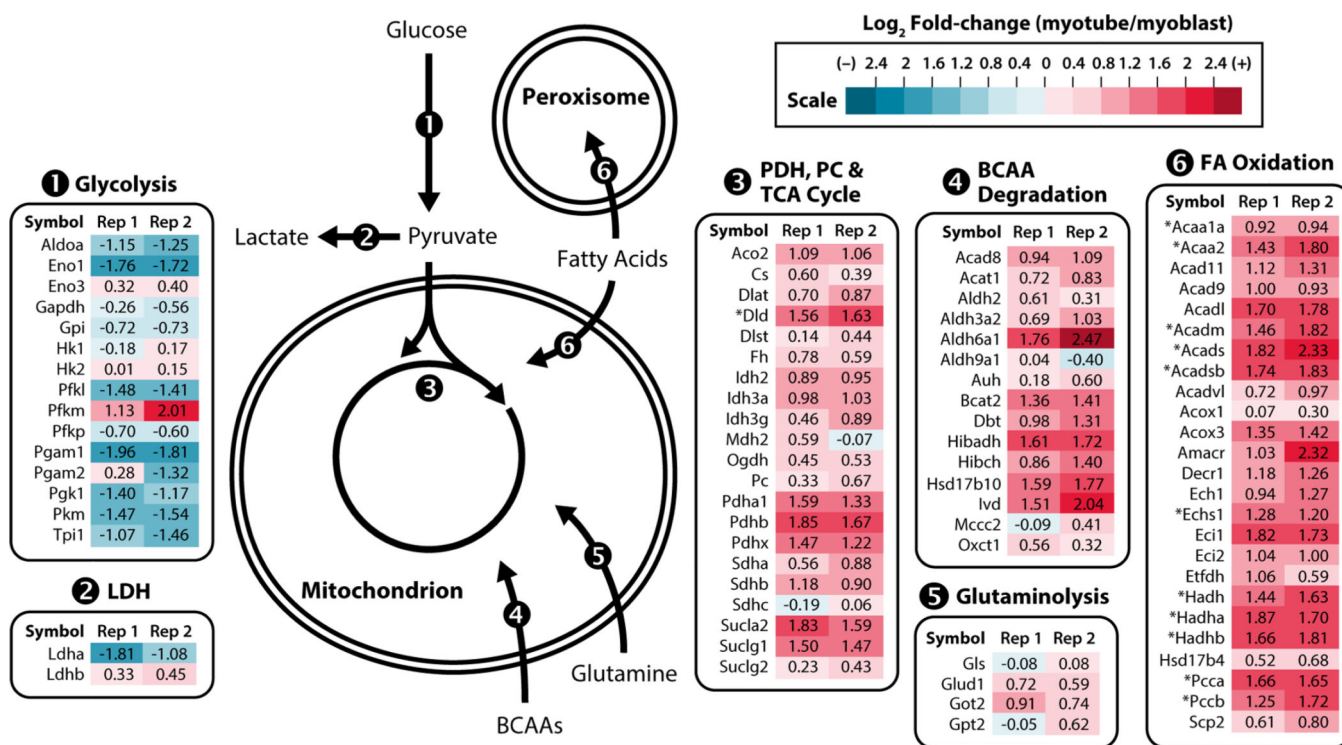 Glucose
Log2 Fold-change (myotube/myoblast)
(−) 2.4 2 1.6 1.2 0.8 0.4 0 0.4 0.8 1.2 1.6 2 2.4 (+)
Scale
Peroxisome
1
6
Lactate
2
Pyruvate
Fatty Acids
6
3
Mitochondrion
5
4
Glutamine
BCAAs
1 Glycolysis
Symbol Rep 1 Rep 2
Aldoa -1.15 -1.25
Eno1 -1.76 -1.72
Eno3 0.32 0.40
Gapdh -0.26 -0.56
Gpi -0.72 -0.73
Hk1 -0.18 0.17
Hk2 0.01 0.15
Pfkl -1.48 -1.41
Pfkm 1.13 2.01
Pfkp -0.70 -0.60
Pgam1 -1.96 -1.81
Pgam2 0.28 -1.32
Pgk1 -1.40 -1.17
Pkm -1.47 -1.54
Tpi1 -1.07 -1.46
2 LDH
Symbol Rep 1 Rep 2
Ldha -1.81 -1.08
Ldhb 0.33 0.45
3 PDH, PC &
TCA Cycle
Symbol Rep 1 Rep 2
Aco2 1.09 1.06
Cs 0.60 0.39
Dlat 0.70 0.87
*Dld 1.56 1.63
Dlst 0.14 0.44
Fh 0.78 0.59
Idh2 0.89 0.95
Idh3a 0.98 1.03
Idh3g 0.46 0.89
Mdh2 0.59 -0.07
Ogdh 0.45 0.53
Pc 0.33 0.67
Pdha1 1.59 1.33
Pdhb 1.85 1.67
Pdhx 1.47 1.22
Sdha 0.56 0.88
Sdhb 1.18 0.90
Sdhc -0.19 0.06
Sucla2 1.83 1.59
Suclg1 1.50 1.47
Suclg2 0.23 0.43
4 BCAA
Degradation
Symbol Rep 1 Rep 2
Acad8 0.94 1.09
Acat1 0.72 0.83
Aldh2 0.61 0.31
Aldh3a2 0.69 1.03
Aldh6a1 1.76 2.47
Aldh9a1 0.04 -0.40
Auh 0.18 0.60
Bcat2 1.36 1.41
Dbt 0.98 1.31
Hibadh 1.61 1.72
Hibch 0.86 1.40
Hsd17b10 1.59 1.77
Ivd 1.51 2.04
Mccc2 -0.09 0.41
Oxct1 0.56 0.32
5 Glutaminolysis
Symbol Rep 1 Rep 2
Gls -0.08 0.08
Glud1 0.72 0.59
Got2 0.91 0.74
Gpt2 -0.05 0.62
6 FA Oxidation
Symbol Rep 1 Rep 2
*Acaa1a 0.92 0.94
*Acaa2 1.43 1.80
Acad11 1.12 1.31
Acad9 1.00 0.93
Acadl 1.70 1.78
*Acadm 1.46 1.82
*Acads 1.82 2.33
*Acadsb 1.74 1.83
Acadvl 0.72 0.97
Acox1 0.07 0.30
Acox3 1.35 1.42
Amacr 1.03 2.32
Decr1 1.18 1.26
Ech1 0.94 1.27
*Echs1 1.28 1.20
Eci1 1.82 1.73
Eci2 1.04 1.00
Etfdh 1.06 0.59
*Hadh 1.44 1.63
*Hadha 1.87 1.70
*Hadhb 1.66 1.81
Hsd17b4 0.52 0.68
*Pcca 1.66 1.65
*Pccb 1.25 1.72
Scp2 0.61 0.80